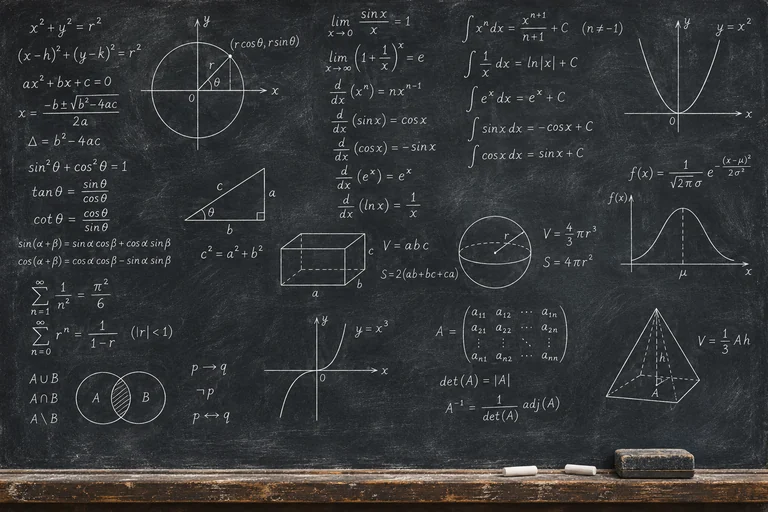 x² + y² = r²
(x-h)² + (y-k)² = r²
ax² + bx + c = 0
x = (-b ± √(b² - 4ac)) / 2a
Δ = b² - 4ac
sin²θ + cos²θ = 1
tanθ = sinθ / cosθ
cotθ = cosθ / sinθ
sin(α+β) = sinα cosβ + cosα sinβ
cos(α+β) = cosα cosβ - sinα sinβ
∑_{n=1}^{∞} 1/n² = π²/6
∑_{n=0}^{∞} rⁿ = 1/(1-r) (|r| < 1)
A∪B
A∩B
A\B
A B
p → q
¬p
p ↔ q
y
(r cosθ, r sinθ)
r
θ
0 x
c a
θ
b
c² = a² + b²
c
b
a
V = abc
S = 2(ab+bc+ca)
y
y = x³
0 x
lim_{x→0} sin x / x = 1
lim_{x→∞} (1 + 1/x)^x = e
d/dx (xⁿ) = nxⁿ⁻¹
d/dx (sin x) = cos x
d/dx (cos x) = -sin x
d/dx (eˣ) = eˣ
d/dx (ln x) = 1/x
∫ xⁿ dx = xⁿ⁺¹/(n+1) + C (n ≠ -1)
∫ 1/x dx = ln|x| + C
∫ eˣ dx = eˣ + C
∫ sin x dx = -cos x + C
∫ cos x dx = sin x + C
r
V = 4/3 πr³
S = 4πr²
A = (a₁₁ a₁₂ ⋯ a₁ₙ
a₂₁ a₂₂ ⋯ a₂ₙ
⋮ ⋮ ⋱ ⋮
aₙ₁ aₙ₂ ⋯ aₙₙ)
det(A) = |A|
A⁻¹ = 1/det(A) adj(A)
y
y = x²
0 x
f(x) = 1/(√(2π) σ) e^{-(x-μ)²/2σ²}
f(x)
μ x
h
A
V = 1/3 Ah